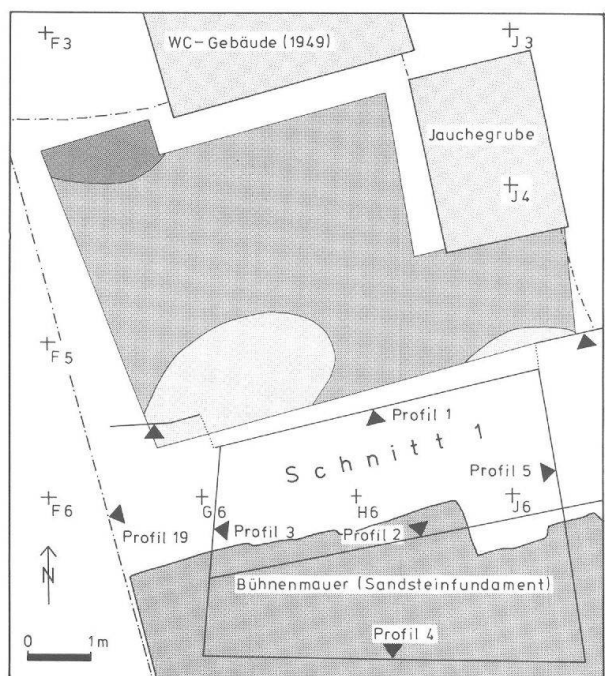 F3
WC-Gebäude (1949)
J3
Jauchegrube
J4
F5
Profil 1
Schnitt 1
Profil 5
F6
G6
H6
J6
Profil 19
Profil 3
Profil 2
N
Bühnenmauer (Sandsteinfundament)
Profil 4
0 1m